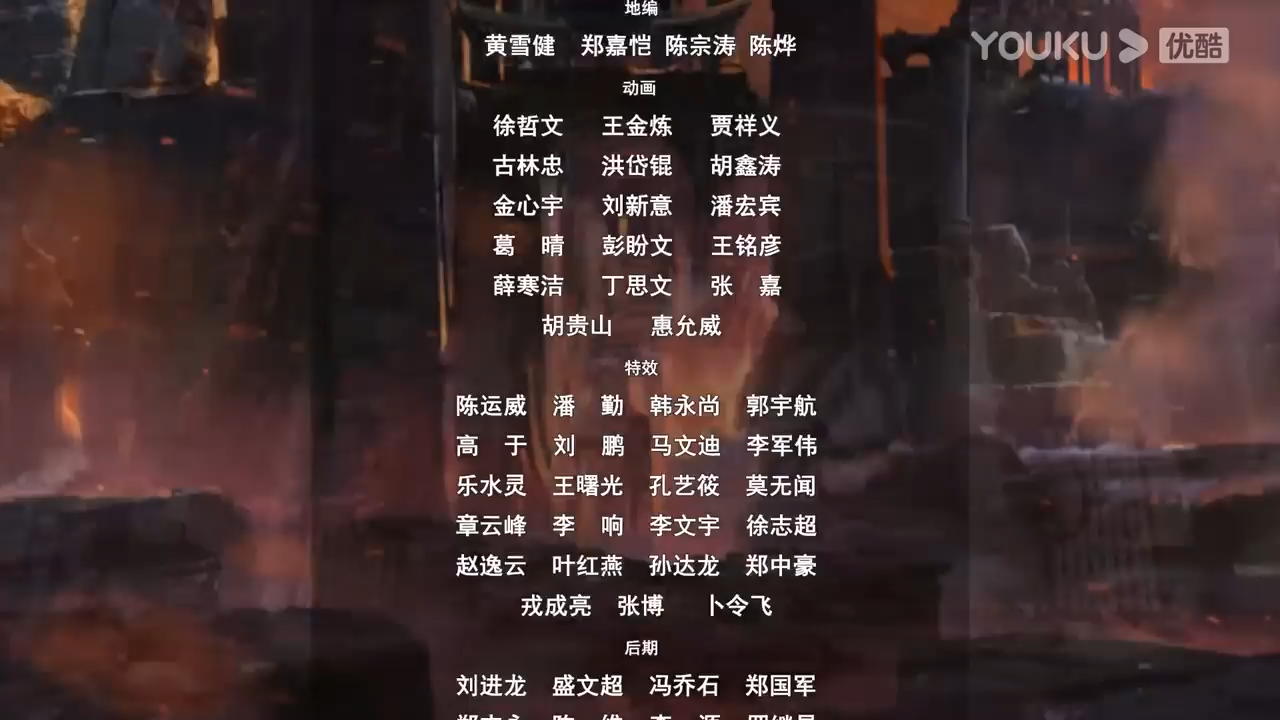 地编
YOUKU 优酷
黄雪健 郑嘉恺 陈宗涛 陈烨
动画
徐哲文 王金炼 贾祥义
古林忠 洪岱锟 胡鑫涛
金心宇 刘新意 潘宏宾
葛 晴 彭盼文 王铭彦
薛寒洁 丁思文 张 嘉
胡贵山 惠允威
特效
陈运威 潘 勤 韩永尚 郭宇航
高 于 刘 鹏 马文迪 李军伟
乐水灵 王曙光 孔艺筱 莫无闻
章云峰 李 响 李文宇 徐志超
赵逸云 叶红燕 孙达龙 郑中豪
戎成亮 张博 卜令飞
后期
刘进龙 盛文超 冯乔石 郑国军